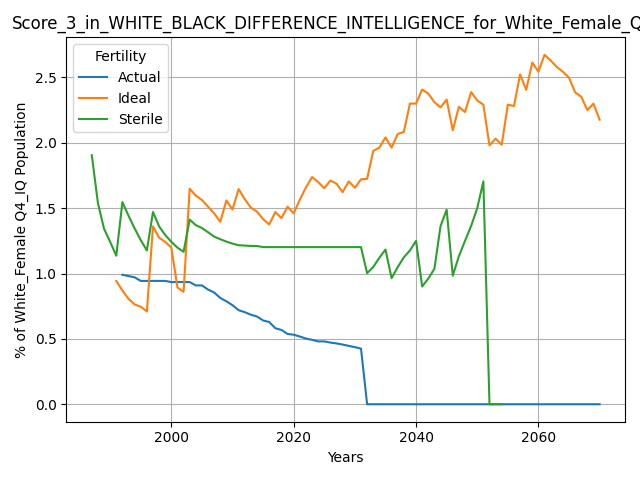 Score_3_in_WHITE_BLACK_DIFFERENCE_INTELLIGENCE_for_White_Female_Q
Fertility
Actual
Ideal
Sterile
% of White_Female Q4_IQ Population
2.5
2.0
1.5
1.0
0.5
0.0
2000 2020 2040 2060
Years